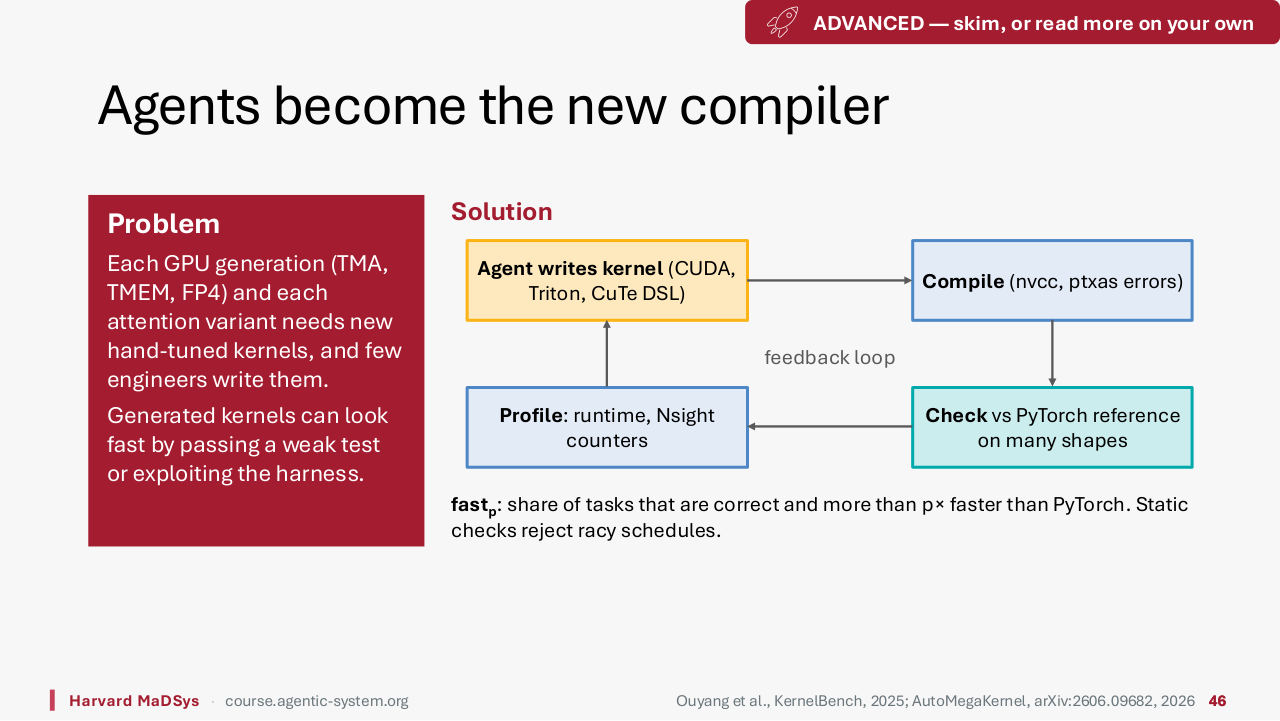 ADVANCED — skim, or read more on your own
Agents become the new compiler
Problem
Each GPU generation (TMA,
TMEM, FP4) and each
attention variant needs new
hand-tuned kernels, and few
engineers write them.
Generated kernels can look
fast by passing a weak test
or exploiting the harness.
Solution
Agent writes kernel (CUDA,
Triton, CuTe DSL)
Compile (nvcc, ptxas errors)
feedback loop
Profile: runtime, Nsight
counters
Check vs PyTorch reference
on many shapes
fastp: share of tasks that are correct and more than p× faster than PyTorch. Static
checks reject racy schedules.
Harvard MaDSys · course.agentic-system.org
Ouyang et al., KernelBench, 2025; AutoMegaKernel, arXiv:2606.09682, 2026 46